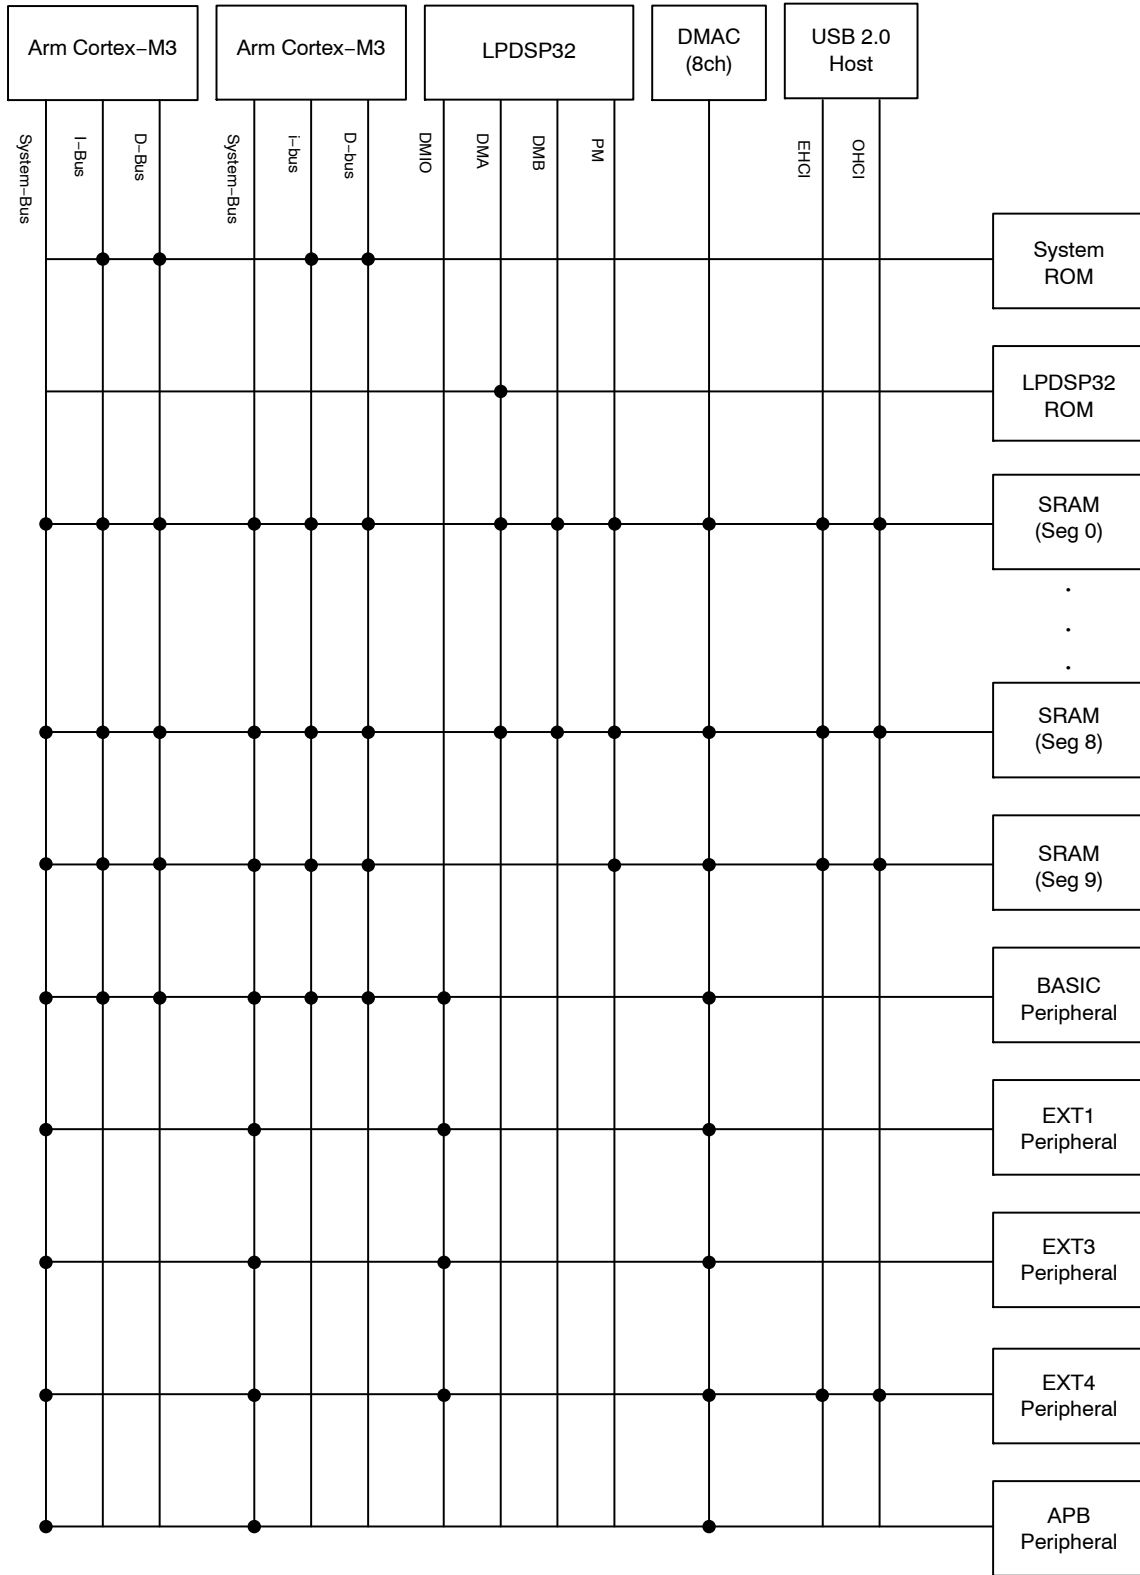 Arm Cortex−M3
Arm Cortex−M3
LPDSP32
DMAC
(8ch)
USB 2.0
Host
System−Bus
I−Bus
D−Bus
System−Bus
i−bus
D−bus
DMIO
DMA
DMB
PM
EHCI
OHCI
System
ROM
LPDSP32
ROM
SRAM
(Seg 0)
.
.
.
SRAM
(Seg 8)
SRAM
(Seg 9)
BASIC
Peripheral
EXT1
Peripheral
EXT3
Peripheral
EXT4
Peripheral
APB
Peripheral